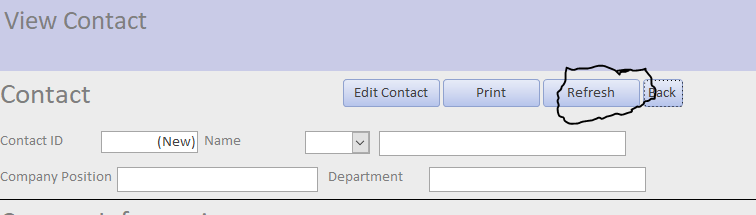 View Contact
Contact
Edit Contact Print Refresh Back
Contact ID (New) Name
Company Position Department